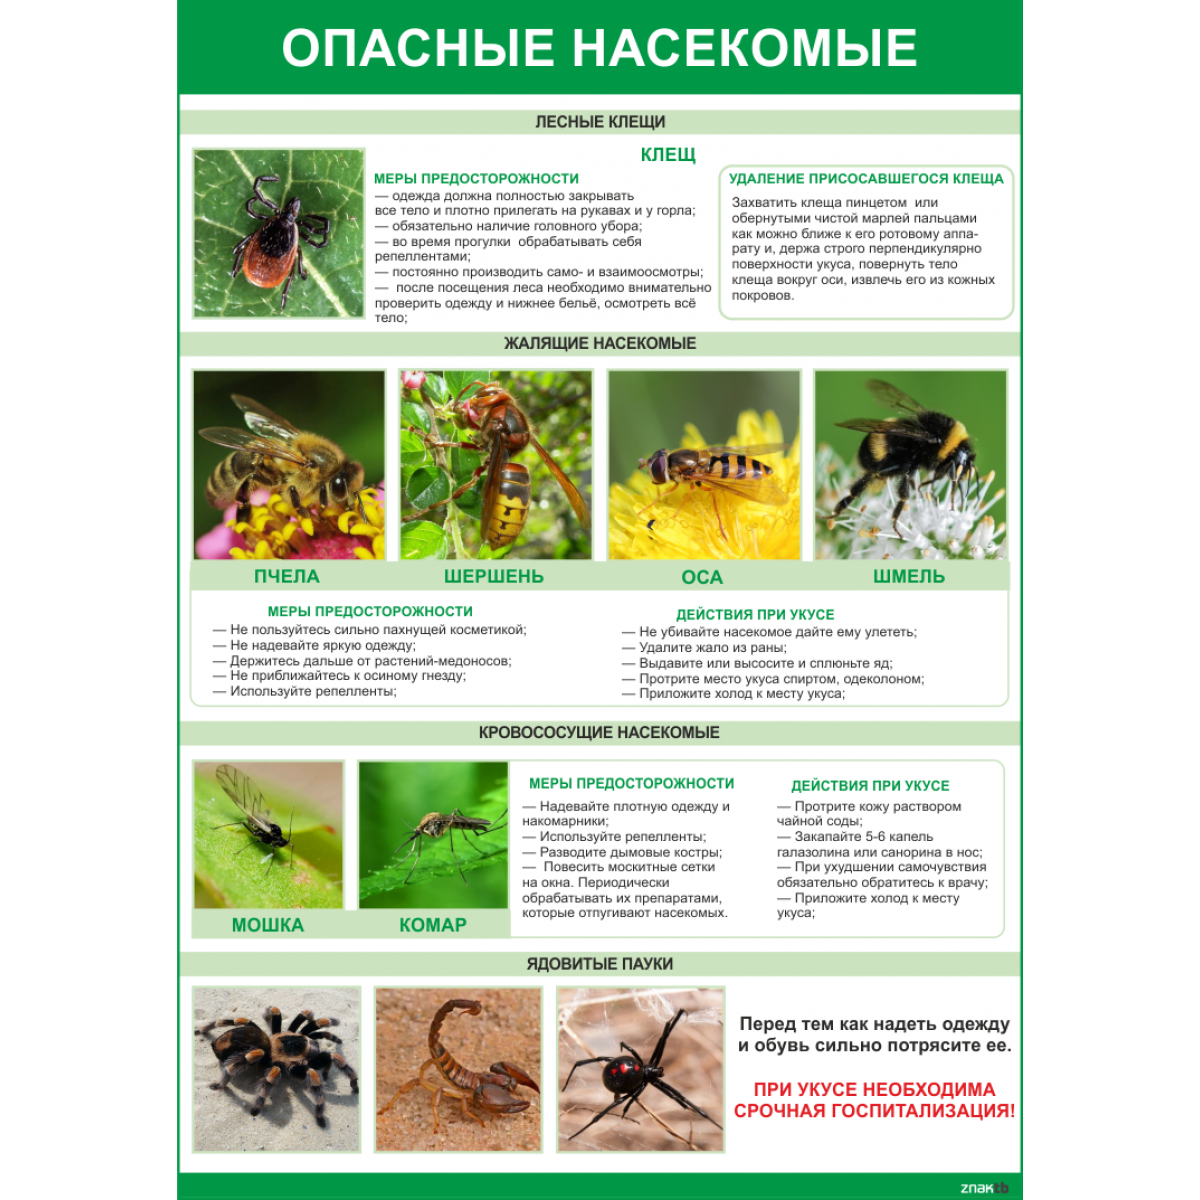 ОПАСНЫЕ НАСЕКОМЫЕ
ЛЕСНЫЕ КЛЕЩИ
КЛЕЩ
МЕРЫ ПРЕДОСТОРОЖНОСТИ
— одежда должна полностью закрывать
все тело и плотно прилегать на рукавах и у горла;
— обязательно наличие головного убора;
— во время прогулки обрабатывать себя
репеллентами;
— постоянно производить само- и взаимоосмотры;
— после посещения леса необходимо внимательно
проверить одежду и нижнее бельё, осмотреть всё
тело;
УДАЛЕНИЕ ПРИСОСАВШЕГОСЯ КЛЕЩА
Захватить клеща пинцетом или
обернутыми чистой марлей пальцами
как можно ближе к его ротовому аппа-
рату и, держа строго перпендикулярно
поверхности укуса, повернуть тело
клеща вокруг оси, извлечь его из кожных
покровов.
ЖАЛЯЩИЕ НАСЕКОМЫЕ
ПЧЕЛА
ШЕРШЕНЬ
ОСА
ШМЕЛЬ
МЕРЫ ПРЕДОСТОРОЖНОСТИ
— Не пользуйтесь сильно пахнущей косметикой;
— Не надевайте яркую одежду;
— Держитесь дальше от растений-медоносов;
— Не приближайтесь к осиному гнезду;
— Используйте репелленты;
ДЕЙСТВИЯ ПРИ УКУСЕ
— Не убивайте насекомое дайте ему улететь;
— Удалите жало из раны;
— Выдавите или высосите и сплюньте яд;
— Протрите место укуса спиртом, одеколоном;
— Приложите холод к месту укуса;
КРОВОСОСУЩИЕ НАСЕКОМЫЕ
МОШКА
КОМАР
МЕРЫ ПРЕДОСТОРОЖНОСТИ
— Надевайте плотную одежду и
накомарники;
— Используйте репелленты;
— Разводите дымовые костры;
— Повесить москитные сетки
на окна. Периодически
обрабатывать их препаратами,
которые отпугивают насекомых.
ДЕЙСТВИЯ ПРИ УКУСЕ
— Протрите кожу раствором
чайной соды;
— Закапайте 5-6 капель
галазолина или санорина в нос;
— При ухудшении самочувствия
обязательно обратитесь к врачу;
— Приложите холод к месту
укуса;
ЯДОВИТЫЕ ПАУКИ
Перед тем как надеть одежду
и обувь сильно потрясите ее.
ПРИ УКУСЕ НЕОБХОДИМА
СРОЧНАЯ ГОСПИТАЛИЗАЦИЯ!
znaktb